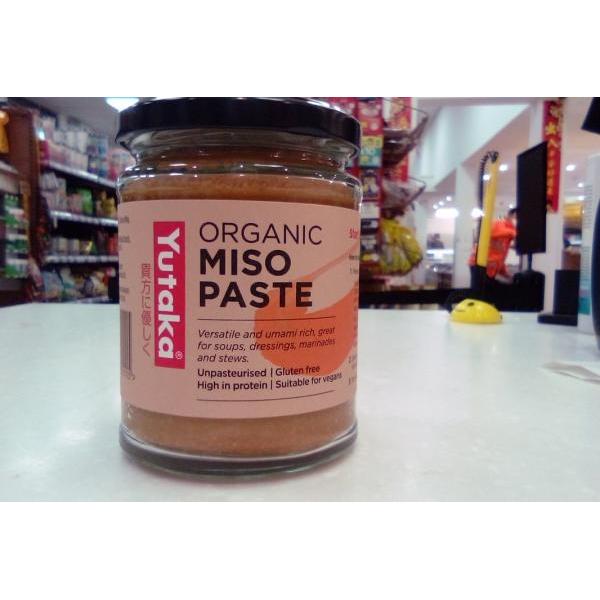 Yutaka®
貴方に優しく
ORGANIC
MISO
PASTE
Versatile and umami rich, great
for soups, dressings, marinades
and stews.
Unpasteurised | Gluten free
High in protein | Suitable for vegans